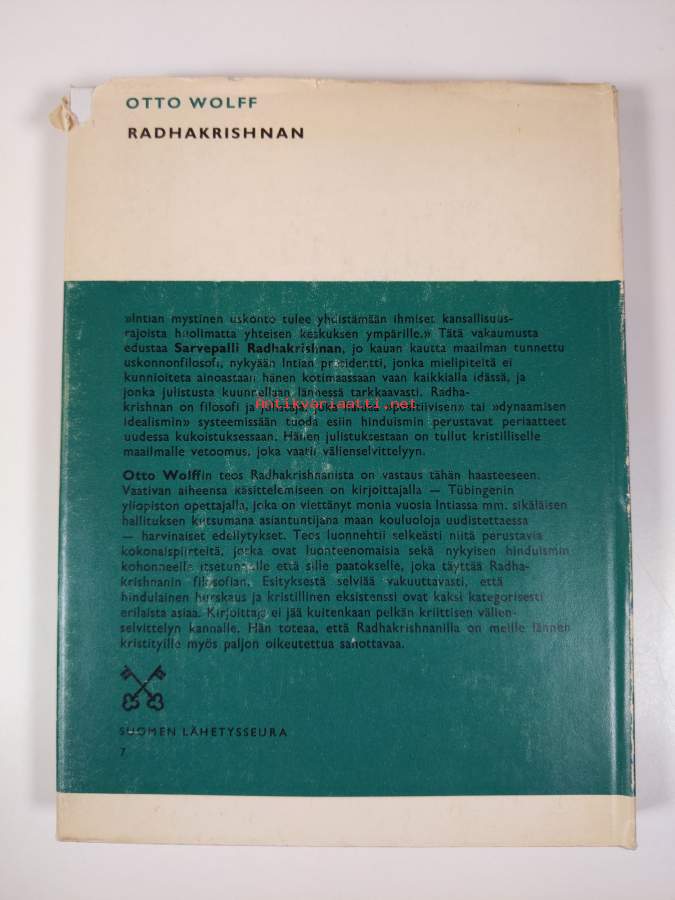 OTTO WOLFF
RADHAKRISHNAN
»Intian mystinen uskonto tulee yhdistämään ihmiset kansallisuus-
rajoista huolimatta yhteisen keskuksen ympärille.» Tätä vakaumusta
edustaa Sarvepalli Radhakrishnan, jo kauan kautta maailman tunnettu
uskonnonfilosofi, nykyään Intian presidentti, jonka mielipiteitä ei
kunnioiteta ainoastaan hänen kotimaassaan vaan kaikkialla idässä, ja
jonka julistusta kuunnellaan lännessä tarkkaavasti. Radha-
krishnan on filosofi ja
Antikvariaatti.net
tai »dynaamisen
idealismin» systeemissään tuoda esiin hinduismin perustavat periaatteet
uudessa kukoistuksessaan. Hänen julistuksestaan on tullut kristilliselle
maailmalle vetoomus, joka vaatii välienselvittelyyn.
Otto Wolffin teos Radhakrishnanista on vastaus tähän haasteeseen.
Vaativan aiheensa käsittelemiseen on kirjoittajalla — Tübingenin
yliopiston opettajalla, joka on viettänyt monia vuosia Intiassa mm. sikäläisen
hallituksen kutsumana asiantuntijana maan kouluoloja uudistettaessa
— harvinaiset edellytykset. Teos luonnehtii selkeästi niitä perustavia
kokonaispiirteitä, jotka ovat luonteenomaisia sekä nykyisen hinduismin
kohonneelle itsetunnolle että sille paatokselle, joka täyttää Radha-
krishnanin filosofian. Esityksestä selviää vakuuttavasti, että
hindulainen hurskaus ja kristillinen eksistenssi ovat kaksi kategorisesti
erilaista asiaa. Kirjoittaja ei jää kuitenkaan pelkän kriittisen välien-
selvittelyn kannalle. Hän toteaa, että Radhakrishnanilla on meille lännen
kristityille myös paljon oikeutettua sanottavaa.
SUOMEN LÄHETYSSEURA
7